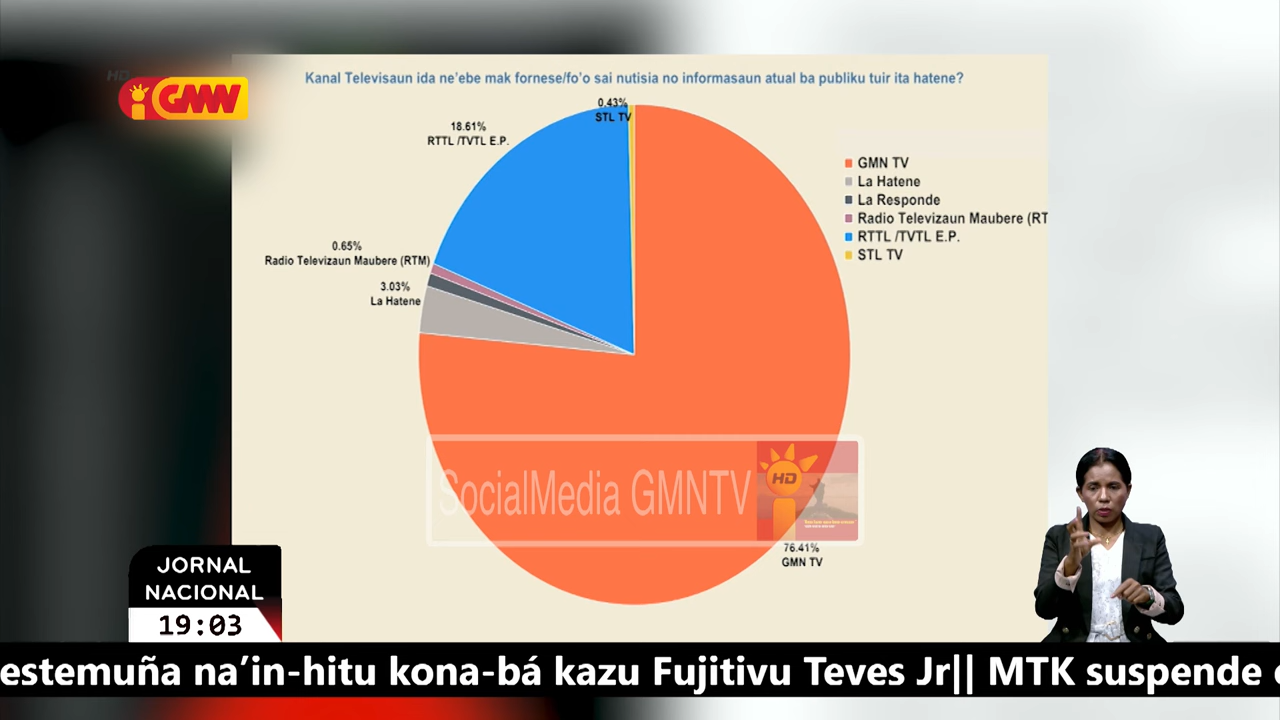 HD
GMN
Kanal Televisaun ida ne'ebe mak fornese/fo'o sai nutisia no informasaun atual ba publiku tuir ita hatene?
0.43%
STL TV
18.61%
RTTL /TVTL E.P.
0.65%
Radio Televizaun Maubere (RTM)
3.03%
La Hatene
GMN TV
La Hatene
La Responde
Radio Televizaun Maubere (RT
RTTL /TVTL E.P.
STL TV
SocialMedia GMNTV
HD
76.41%
GMN TV
JORNAL
NACIONAL
19:03
estemuña na'in-hitu kona-bá kazu Fujitivu Teves Jr|| MTK suspende